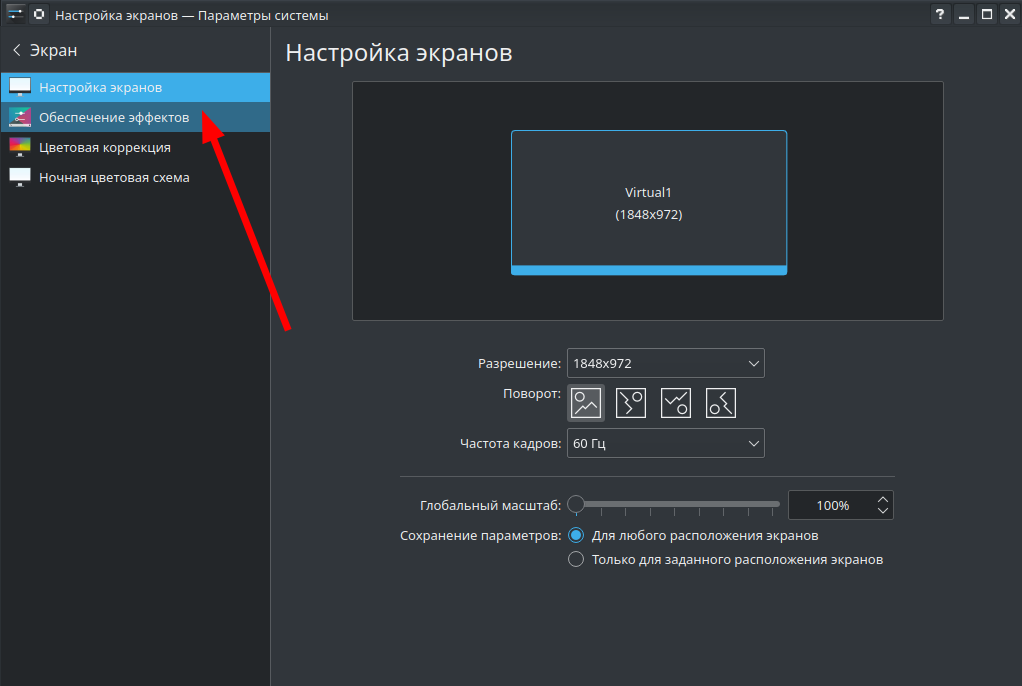 Настройка экранов — Параметры системы
?
Экран
Настройка экранов
Обеспечение эффектов
Цветовая коррекция
Ночная цветовая схема
Настройка экранов
Virtual1
(1848x972)
Разрешение: 1848x972
Поворот:
Частота кадров: 60 Гц
Глобальный масштаб: 100%
Сохранение параметров: Для любого расположения экранов
Только для заданного расположения экранов